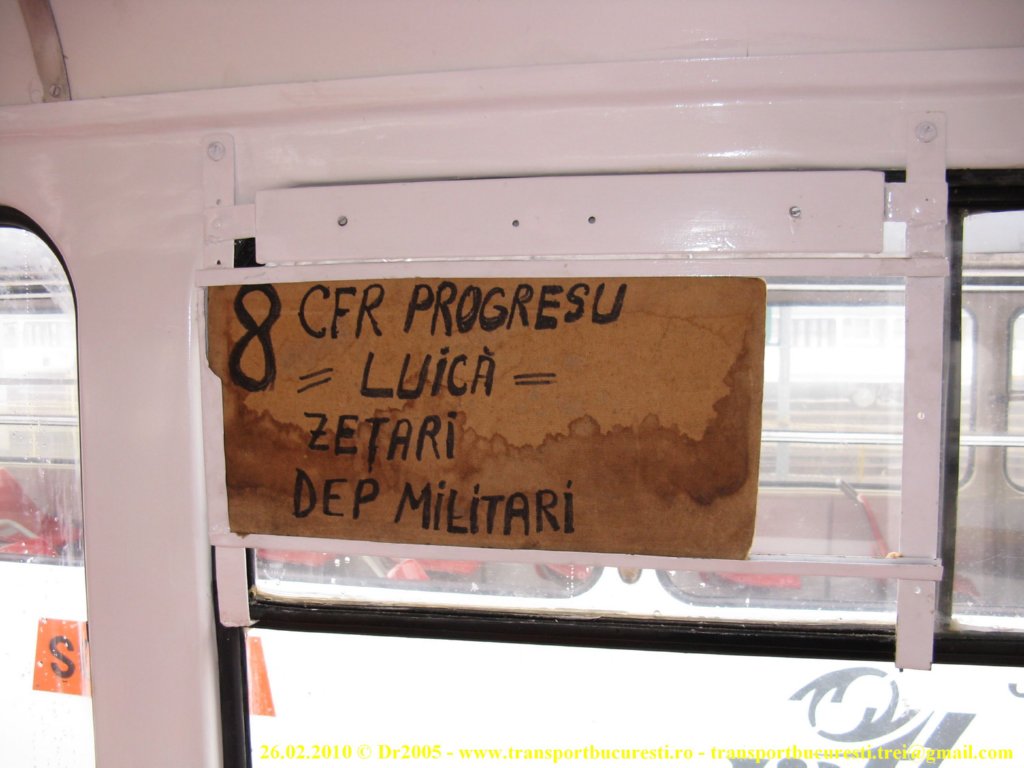 8 CFR PROGRESU
= LUICĂ =
ZEȚARI
DEP MILITARI
S
26.02.2010 © Dr2005 - www.transportbucuresti.ro - transportbucuresti.trei@gmail.com